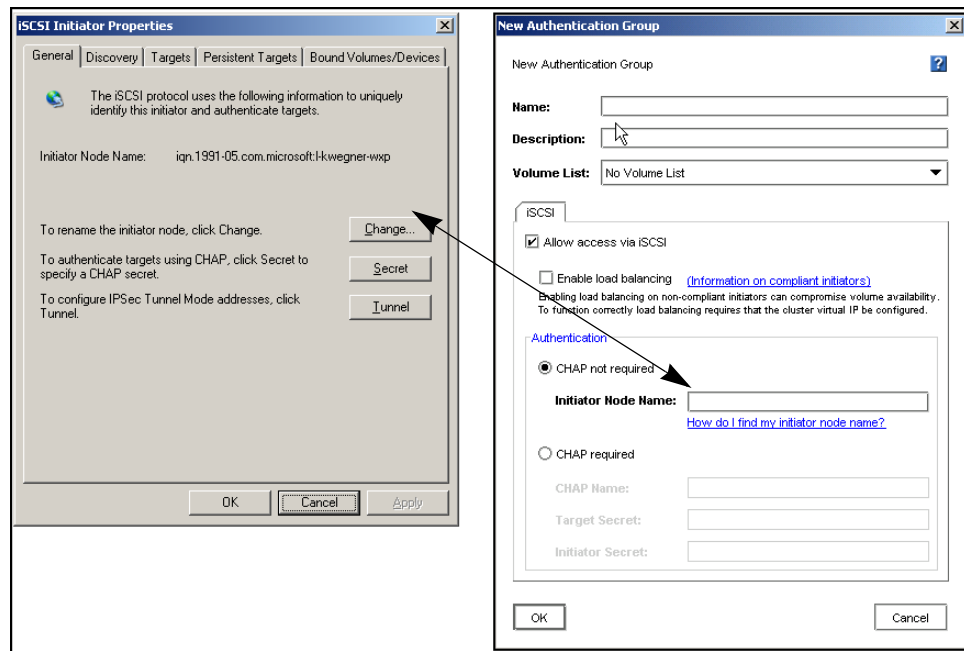 iSCSI Initiator Properties
General Discovery Targets Persistent Targets Bound Volumes/Devices
The iSCSI protocol uses the following information to uniquely
identify this initiator and authenticate targets.
Initiator Node Name: iqn.1991-05.com.microsoft:l-kwegner-wxp
To rename the initiator node, click Change.
Change...
To authenticate targets using CHAP, click Secret to
specify a CHAP secret.
Secret
To configure IPSec Tunnel Mode addresses, click
Tunnel.
Tunnel
OK Cancel Apply
New Authentication Group
New Authentication Group
?
Name:
Description:
Volume List: No Volume List
iSCSI
Allow access via iSCSI
Enable load balancing (Information on compliant initiators)
Enabling load balancing on non-compliant initiators can compromise volume availability.
To function correctly load balancing requires that the cluster virtual IP be configured.
Authentication
CHAP not required
Initiator Node Name:
How do I find my initiator node name?
CHAP required
CHAP Name:
Target Secret:
Initiator Secret:
OK Cancel